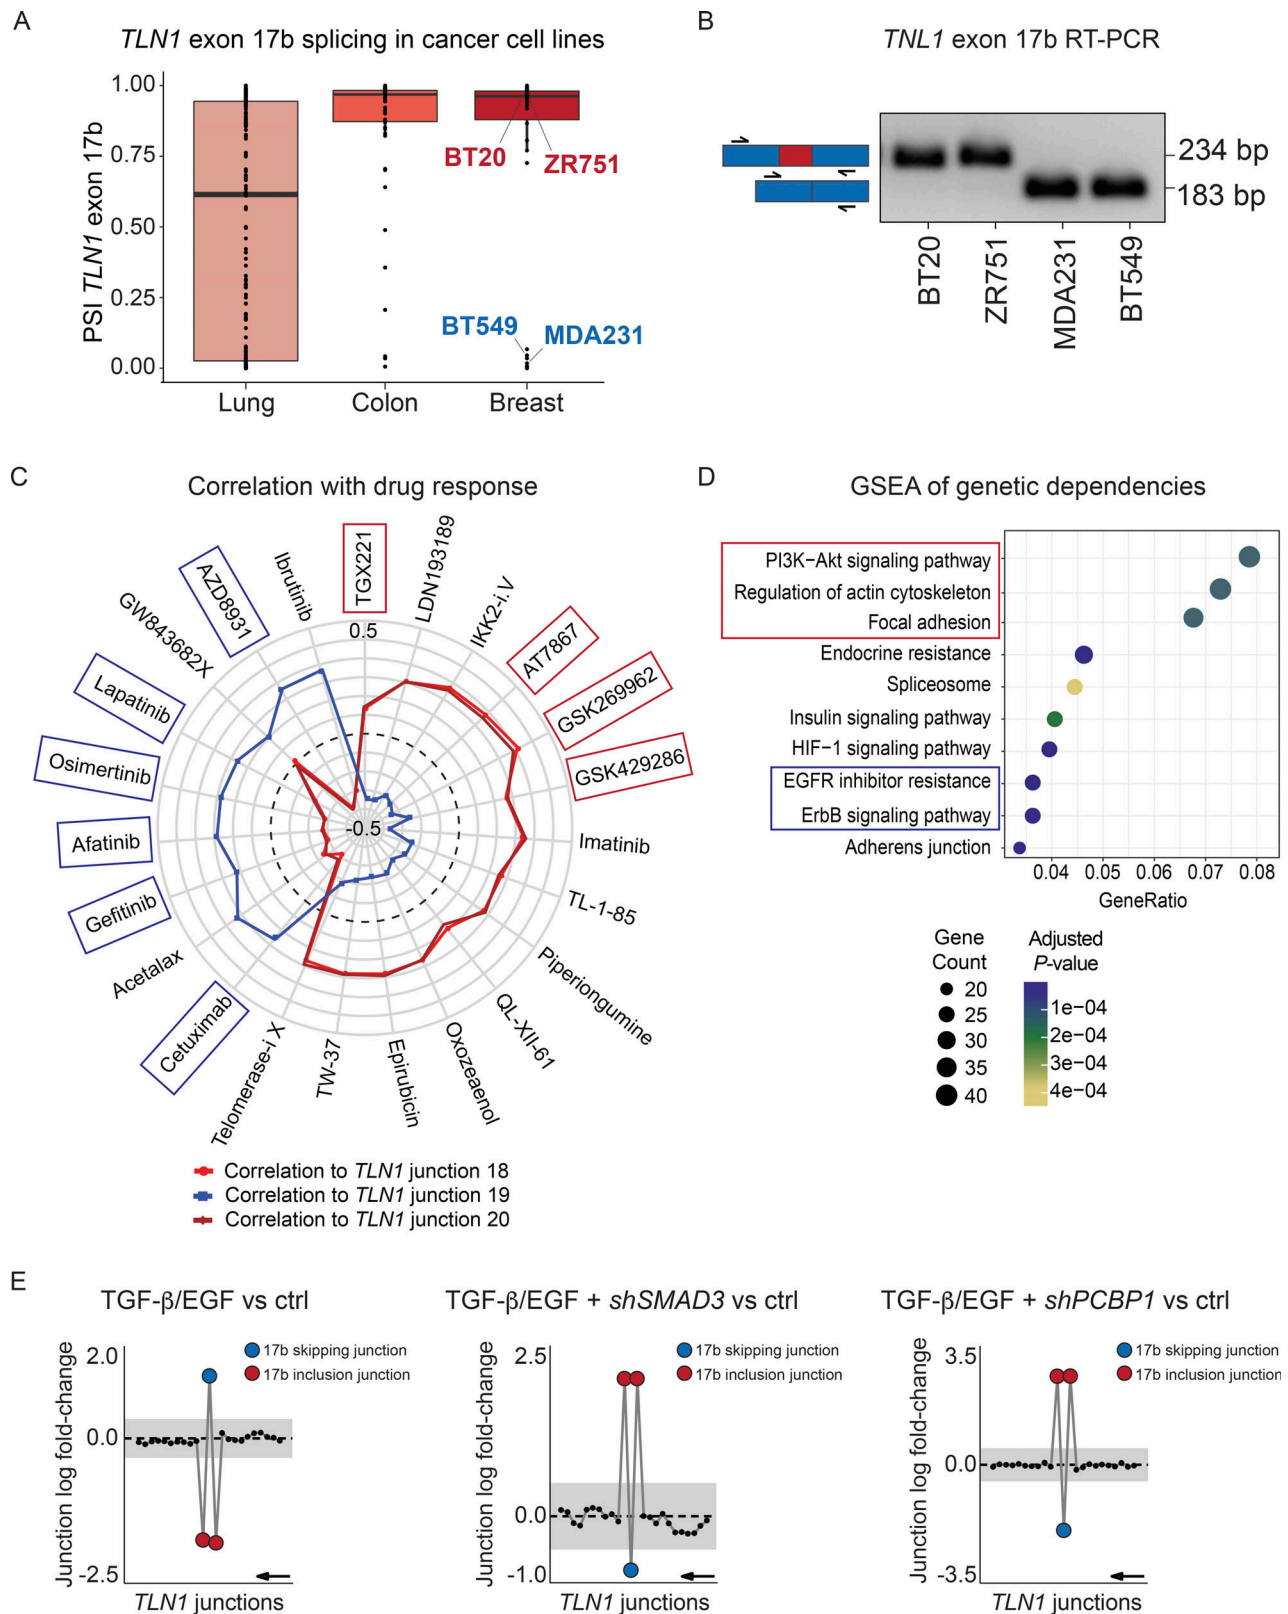 A
TLN1 exon 17b splicing in cancer cell lines
PSI TLN1 exon 17b
1.00
0.75
0.50
0.25
0.00
BT20
ZR751
BT549
MDA231
Lung
Colon
Breast
B
TNL1 exon 17b RT-PCR
234 bp
183 bp
BT20
ZR751
MDA231
BT549
C
Correlation with drug response
0.5
-0.5
TGX221
LDN193189
IKK2-i.V
AT7867
GSK269962
GSK429286
Imatinib
TL-1-85
Piperiongumine
QL-XII-61
Oxozeaenol
Epirubicin
TW-37
Telomerase-i X
Cetuximab
Acetalax
Gefitinib
Afatinib
Osimertinib
Lapatinib
GW843682X
AZD8931
Ibrutinib
Correlation to TLN1 junction 18
Correlation to TLN1 junction 19
Correlation to TLN1 junction 20
D
GSEA of genetic dependencies
PI3K−Akt signaling pathway
Regulation of actin cytoskeleton
Focal adhesion
Endocrine resistance
Spliceosome
Insulin signaling pathway
HIF−1 signaling pathway
EGFR inhibitor resistance
ErbB signaling pathway
Adherens junction
0.04 0.05 0.06 0.07 0.08
GeneRatio
Gene
Count
20
25
30
35
40
Adjusted
P-value
1e−04
2e−04
3e−04
4e−04
E
TGF-β/EGF vs ctrl
Junction log fold-change
2.0
0.0
-2.5
17b skipping junction
17b inclusion junction
TLN1 junctions
TGF-β/EGF + shSMAD3 vs ctrl
Junction log fold-change
2.5
0.0
-1.0
17b skipping junction
17b inclusion junction
TLN1 junctions
TGF-β/EGF + shPCBP1 vs ctrl
Junction log fold-change
3.5
0.0
-3.5
17b skipping junction
17b inclusion junction
TLN1 junctions